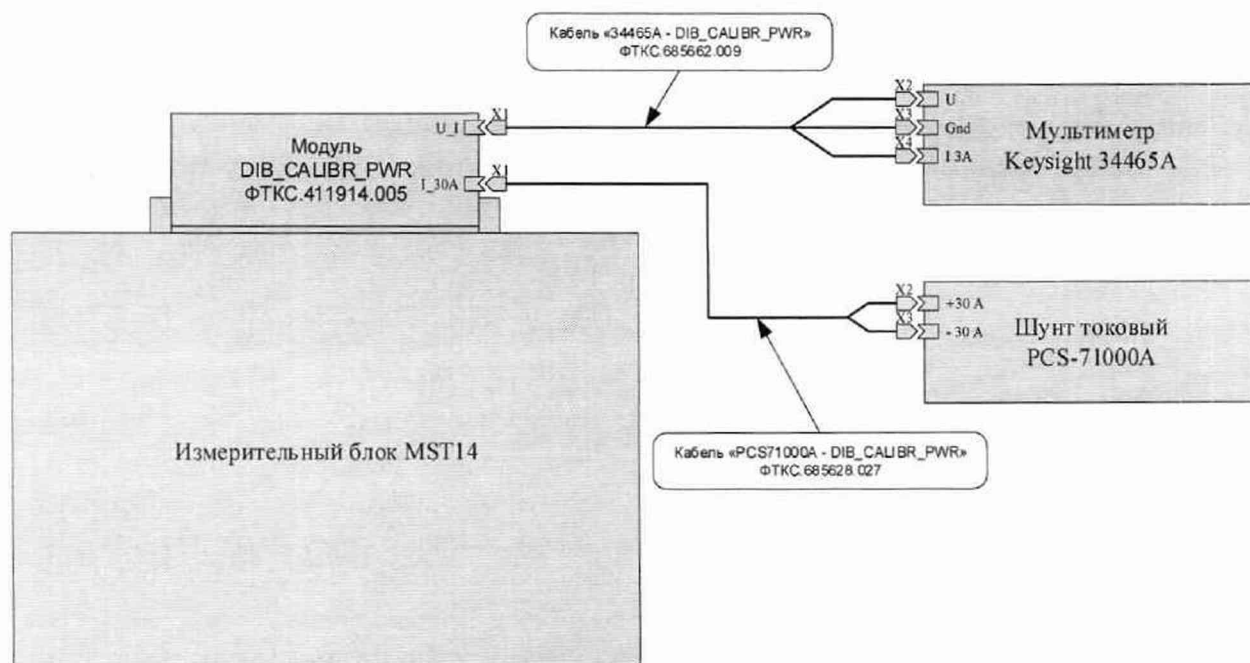 Кабель «34465A - DIB_CALIBR_PWR»
ФТКС.685662.009
Модуль
DIB_CALIBR_PWR
ФТКС.411914.005
U_I
X1
I_30A
X1
X2
U
X3
Gnd
X4
I 3A
Мультиметр
Keysight 34465A
X2
+30 A
X3
- 30 A
Шунт токовый
PCS-71000A
Измерительный блок MST14
Кабель «PCS71000A - DIB_CALIBR_PWR»
ФТКС.685628.027